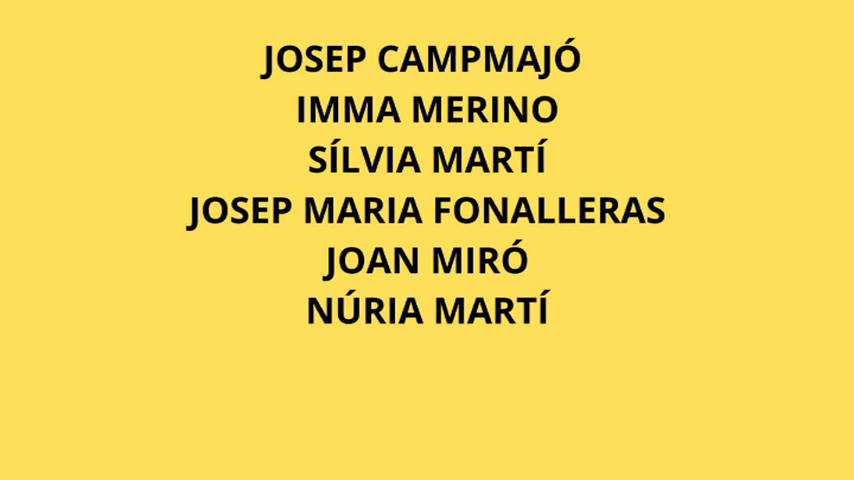 JOSEP CAMPMAJÓ
IMMA MERINO
SÍLVIA MARTÍ
JOSEP MARIA FONALLERAS
JOAN MIRÓ
NÚRIA MARTÍ